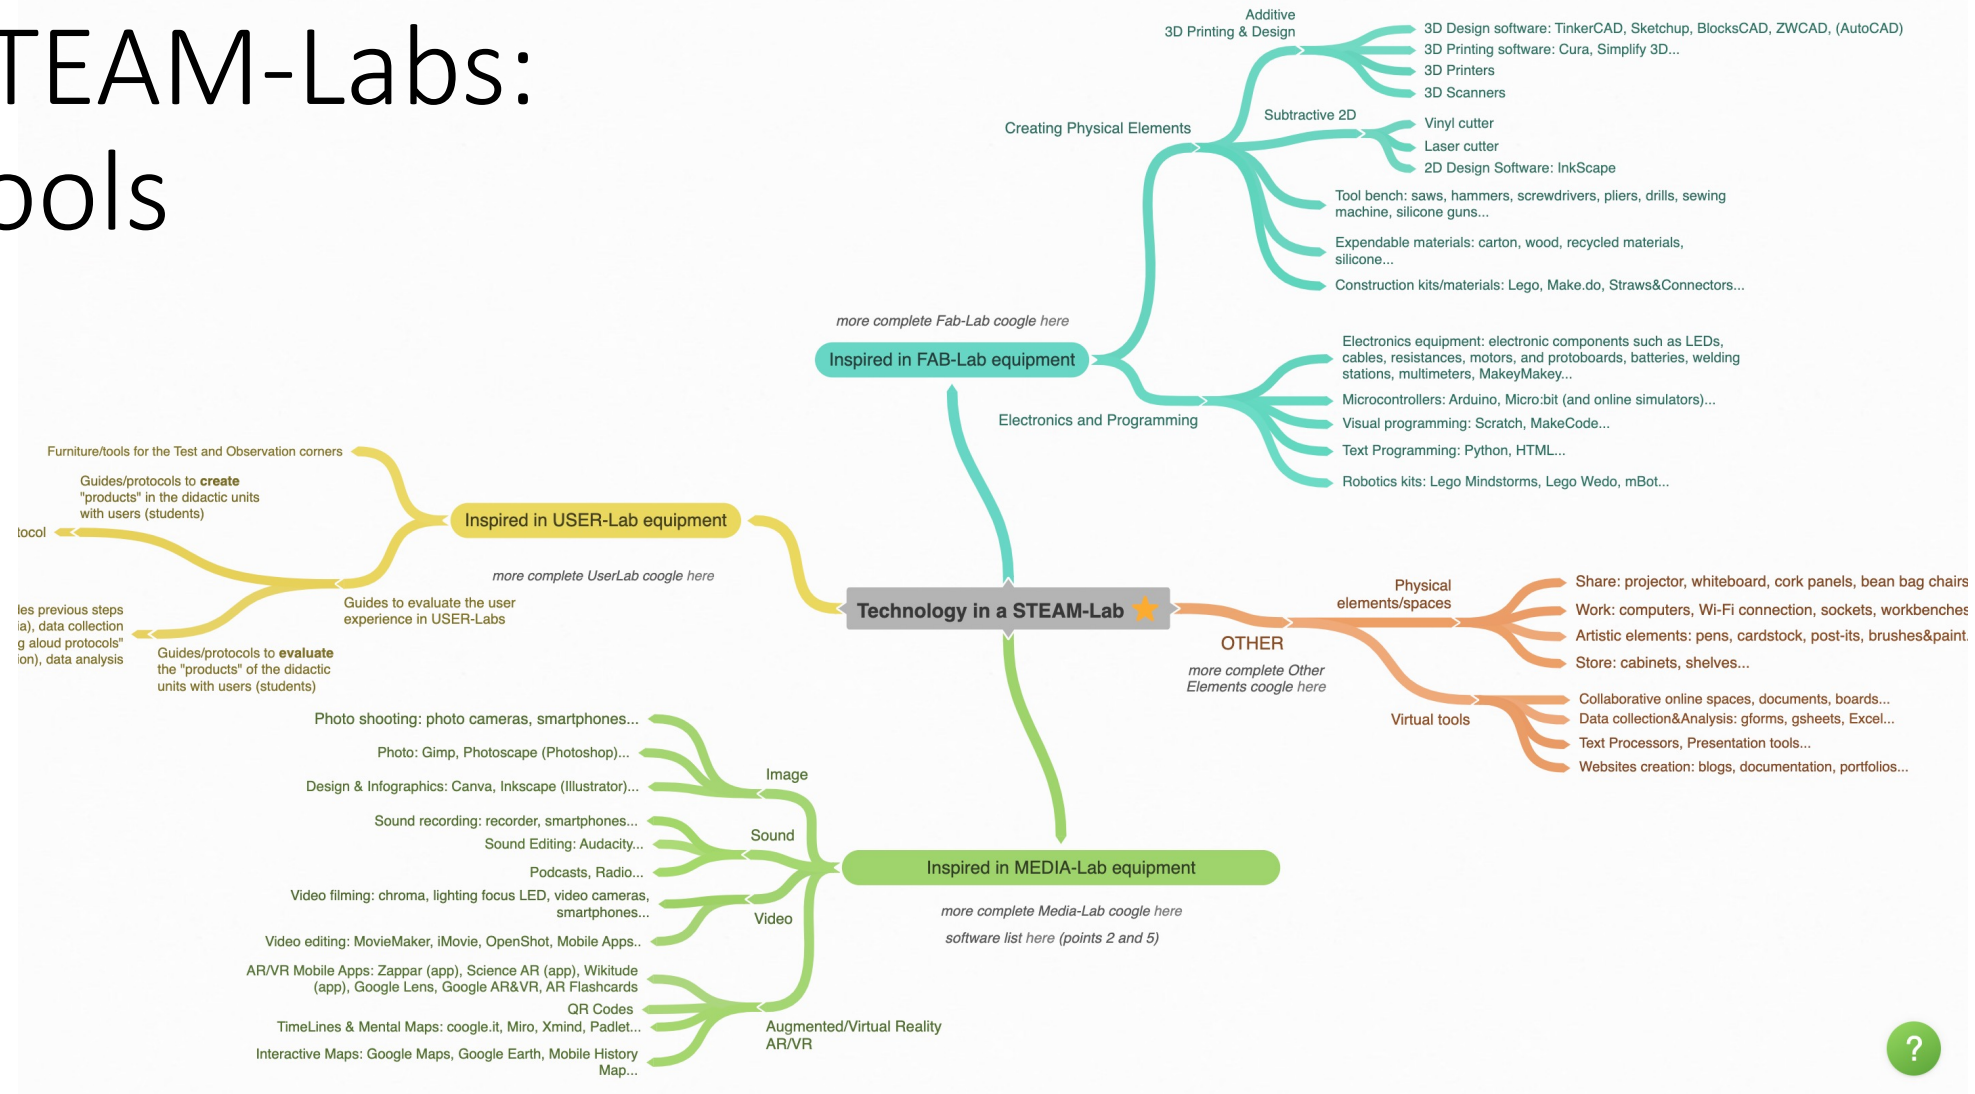 TEAM-Labs:
ools
Additive
3D Printing & Design
3D Design software: TinkerCAD, Sketchup, BlocksCAD, ZWCAD, (AutoCAD)
3D Printing software: Cura, Simplify 3D...
3D Printers
3D Scanners
Creating Physical Elements
Subtractive 2D
Vinyl cutter
Laser cutter
2D Design Software: InkScape
Tool bench: saws, hammers, screwdrivers, pliers, drills, sewing
machine, silicone guns...
Expendable materials: carton, wood, recycled materials,
silicone...
Construction kits/materials: Lego, Make.do, Straws&Connectors...
more complete Fab-Lab coogle here
Inspired in FAB-Lab equipment
Electronics and Programming
Electronics equipment: electronic components such as LEDs,
cables, resistances, motors, and protoboards, batteries, welding
stations, multimeters, MakeyMakey...
Microcontrollers: Arduino, Micro:bit (and online simulators)...
Visual programming: Scratch, MakeCode...
Text Programming: Python, HTML...
Robotics kits: Lego Mindstorms, Lego Wedo, mBot...
Furniture/tools for the Test and Observation corners
Guides/protocols to create
"products" in the didactic units
with users (students)
tocol
Inspired in USER-Lab equipment
more complete UserLab coogle here
Guides to evaluate the user
experience in USER-Labs
les previous steps
ia), data collection
g aloud protocols"
ion), data analysis
Guides/protocols to evaluate
the "products" of the didactic
units with users (students)
Technology in a STEAM-Lab
OTHER
more complete Other
Elements coogle here
Physical
elements/spaces
Share: projector, whiteboard, cork panels, bean bag chairs
Work: computers, Wi-Fi connection, sockets, workbenches
Artistic elements: pens, cardstock, post-its, brushes&paint.
Store: cabinets, shelves...
Virtual tools
Collaborative online spaces, documents, boards...
Data collection&Analysis: gforms, gsheets, Excel...
Text Processors, Presentation tools...
Websites creation: blogs, documentation, portfolios...
Photo shooting: photo cameras, smartphones...
Photo: Gimp, Photoscape (Photoshop)...
Design & Infographics: Canva, Inkscape (Illustrator)...
Image
Sound recording: recorder, smartphones...
Sound Editing: Audacity...
Podcasts, Radio...
Sound
Video filming: chroma, lighting focus LED, video cameras,
smartphones...
Video editing: MovieMaker, iMovie, OpenShot, Mobile Apps..
Video
AR/VR Mobile Apps: Zappar (app), Science AR (app), Wikitude
(app), Google Lens, Google AR&VR, AR Flashcards
QR Codes
TimeLines & Mental Maps: coogle.it, Miro, Xmind, Padlet...
Interactive Maps: Google Maps, Google Earth, Mobile History
Map...
Augmented/Virtual Reality
AR/VR
Inspired in MEDIA-Lab equipment
more complete Media-Lab coogle here
software list here (points 2 and 5)
?